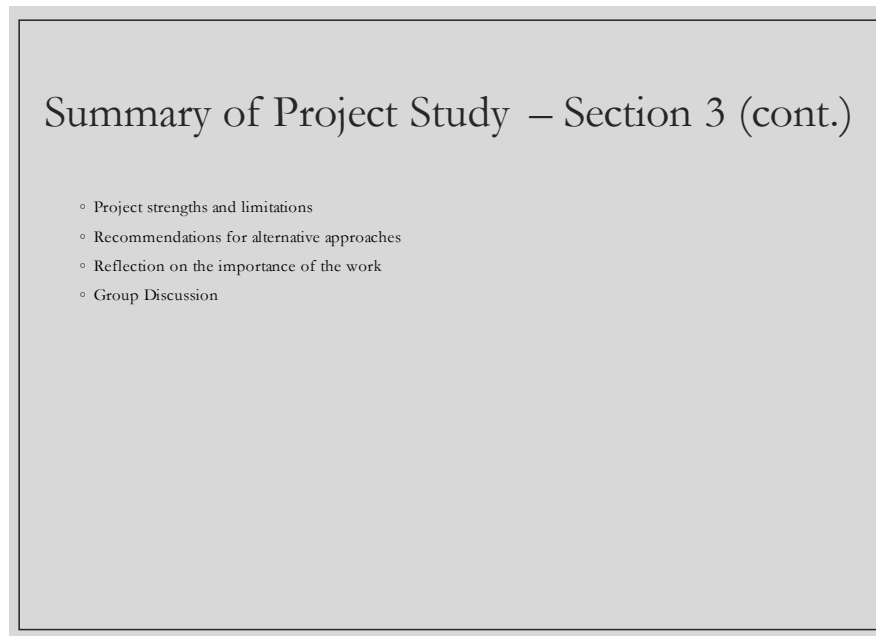 Summary of Project Study – Section 3 (cont.)
◦ Project strengths and limitations
◦ Recommendations for alternative approaches
◦ Reflection on the importance of the work
◦ Group Discussion